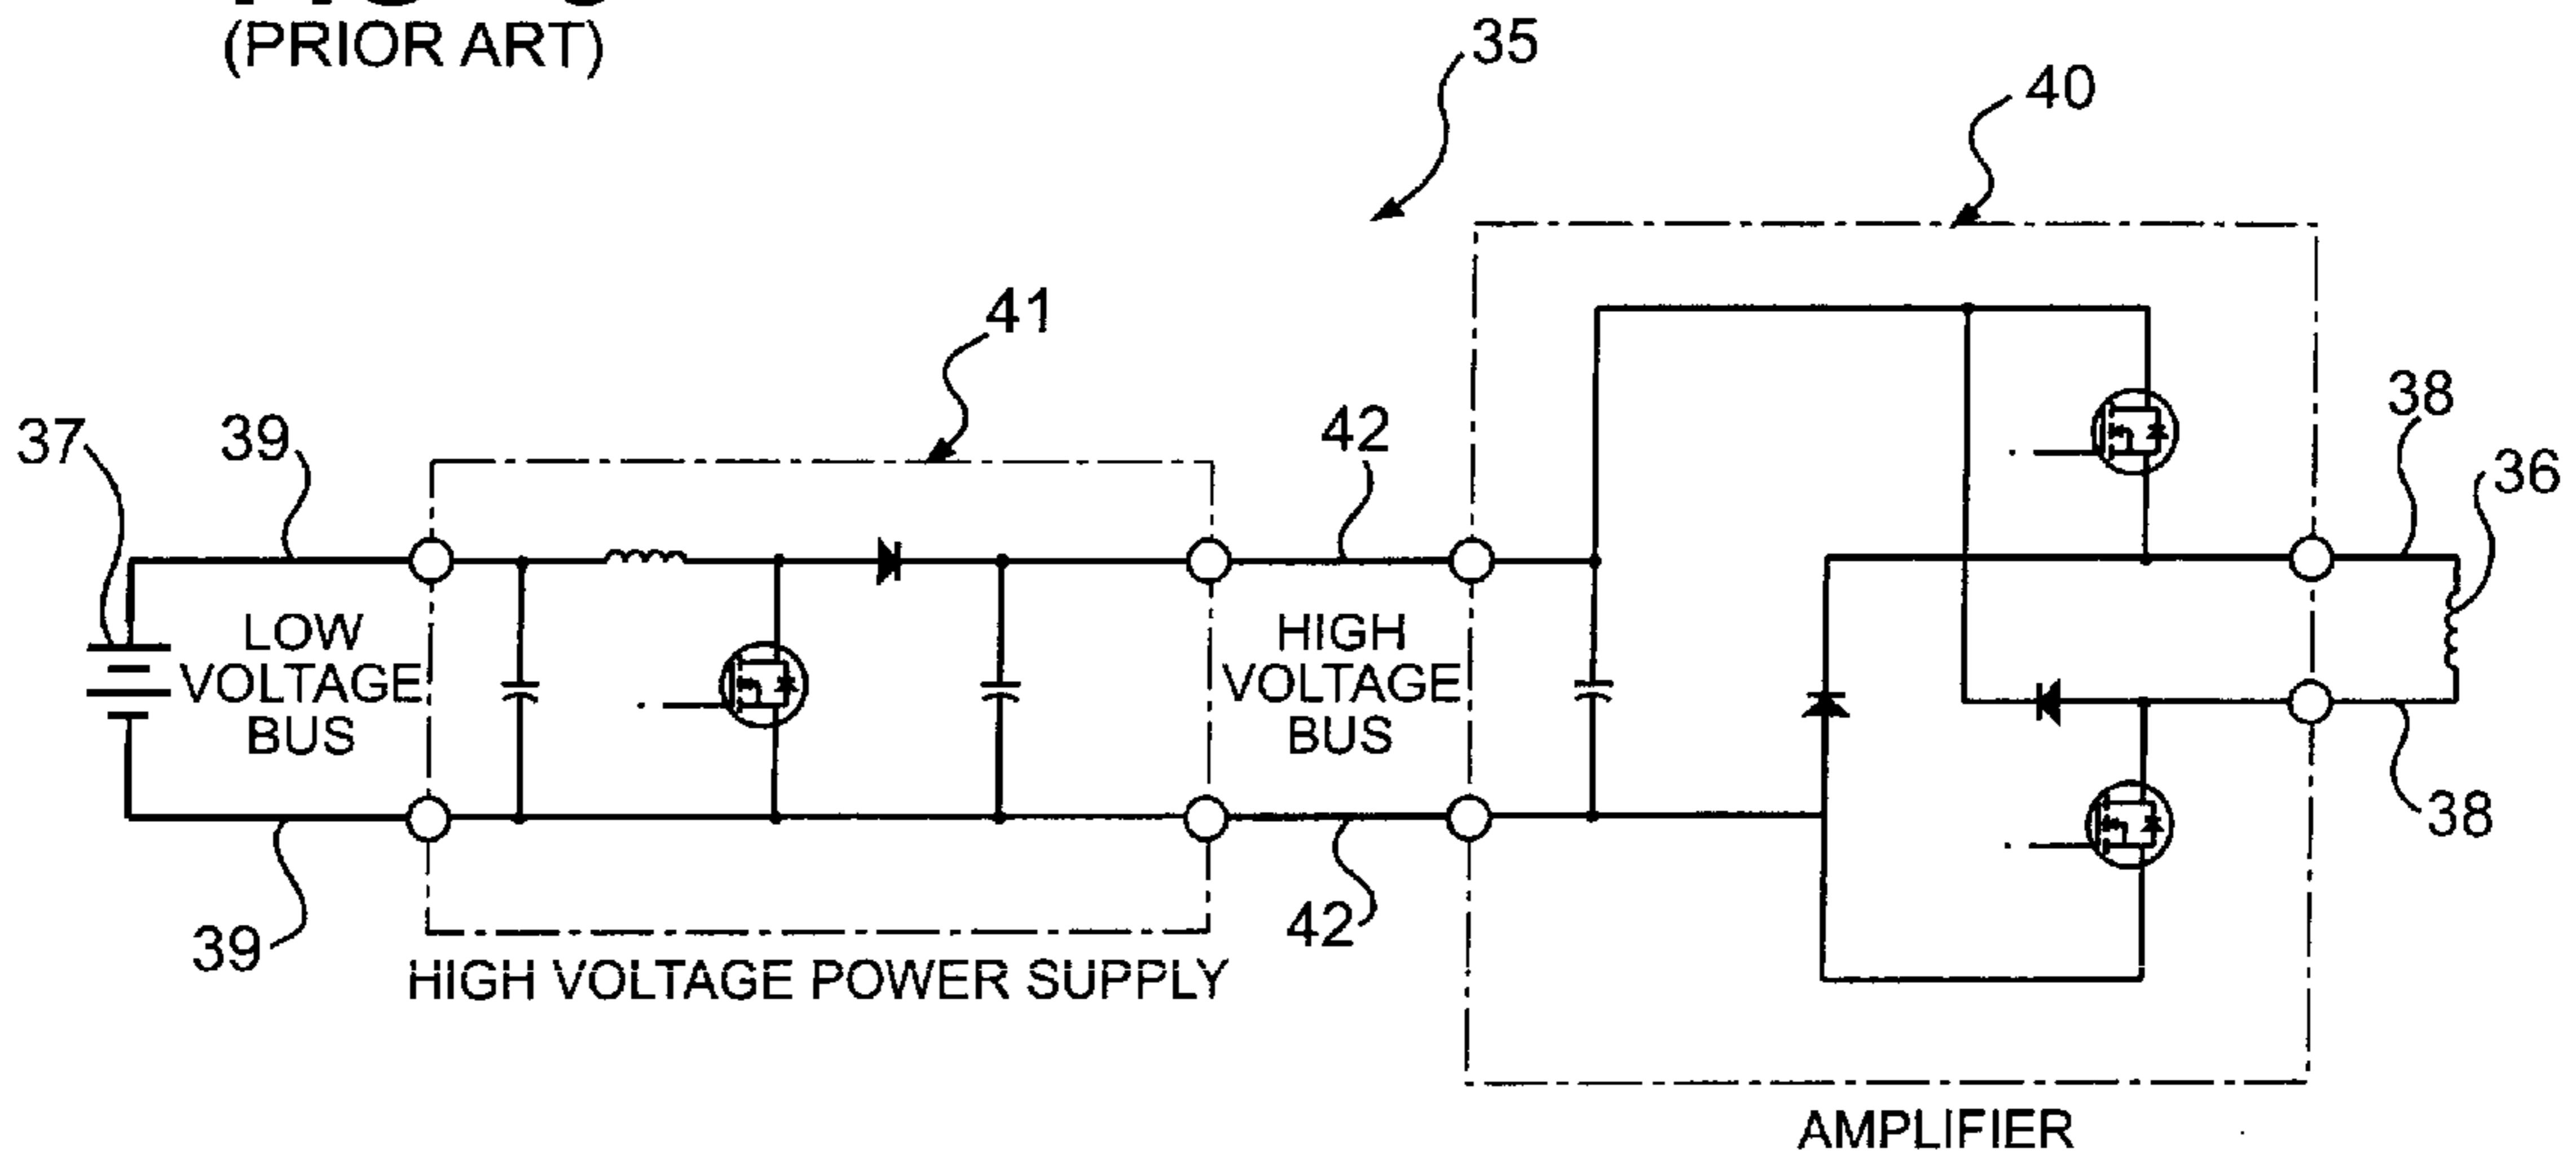 (PRIOR ART)
35
40
41
37
39
42
38
36
LOW
VOLTAGE
BUS
HIGH
VOLTAGE
BUS
38
39
42
HIGH VOLTAGE POWER SUPPLY
AMPLIFIER